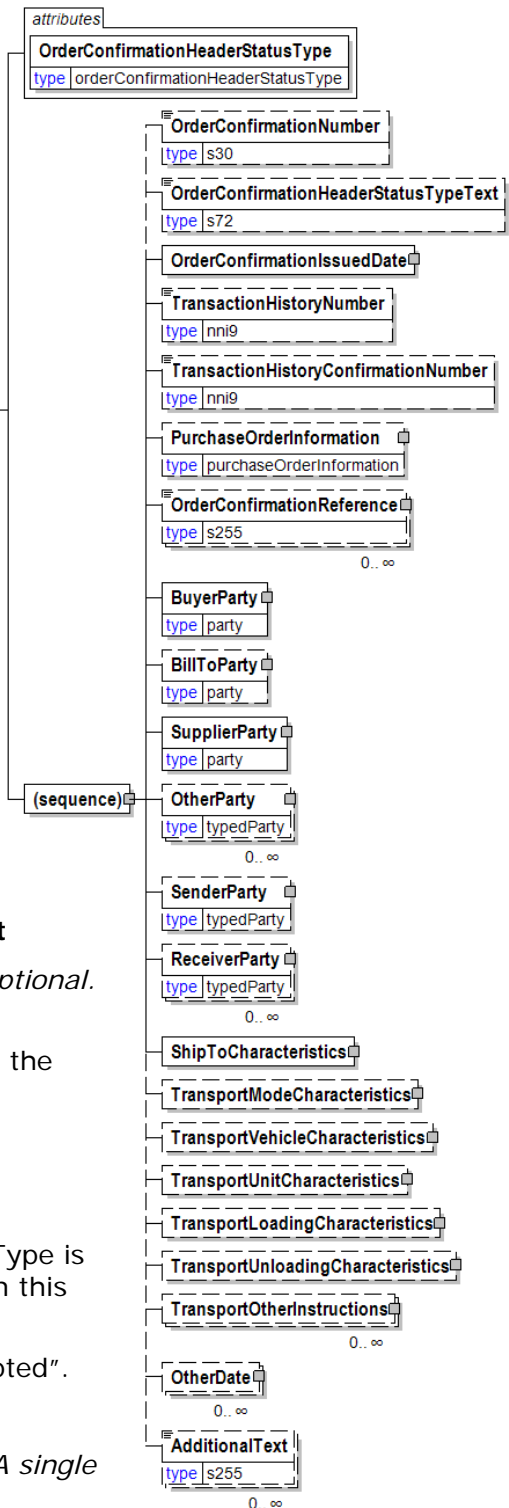 attributes
OrderConfirmationHeaderStatusType
type orderConfirmationHeaderStatusType
OrderConfirmationNumber
type s30
OrderConfirmationHeaderStatusTypeText
type s72
OrderConfirmationIssuedDate
TransactionHistoryNumber
type nni9
TransactionHistoryConfirmationNumber
type nni9
PurchaseOrderInformation
type purchaseOrderInformation
OrderConfirmationReference
type s255
0.. ∞
BuyerParty
type party
BillToParty
type party
SupplierParty
type party
(sequence)
OtherParty
type typedParty
0.. ∞
SenderParty
type typedParty
t
ReceiverParty
type typedParty
ptional.
0.. ∞
the
ShipToCharacteristics
TransportModeCharacteristics
TransportVehicleCharacteristics
TransportUnitCharacteristics
TransportLoadingCharacteristics
Type is
TransportUnloadingCharacteristics
n this
TransportOtherInstructions
0.. ∞
oted".
OtherDate
0.. ∞
AdditionalText
A single
type s255
0.. ∞